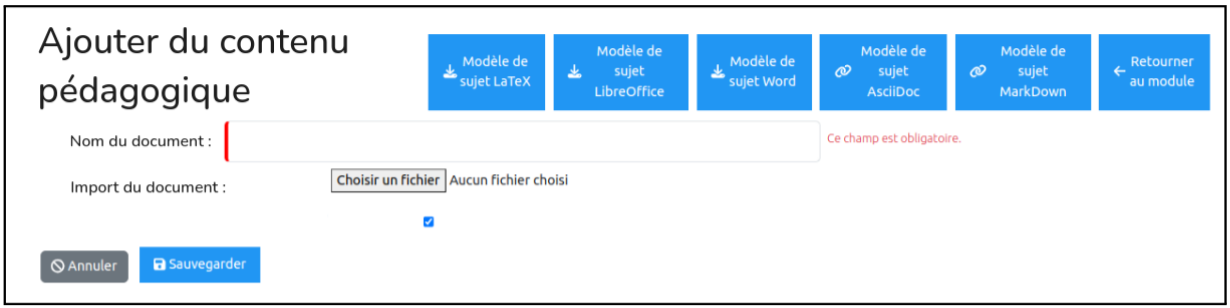 Ajouter du contenu
pédagogique
Modèle de
sujet LaTeX
Modèle de
sujet
LibreOffice
Modèle de
sujet Word
Modèle de
sujet
AsciiDoc
Modèle de
sujet
MarkDown
Retourner
au module
Nom du document :
Ce champ est obligatoire.
Import du document :
Choisir un fichier Aucun fichier choisi
Annuler
Sauvegarder